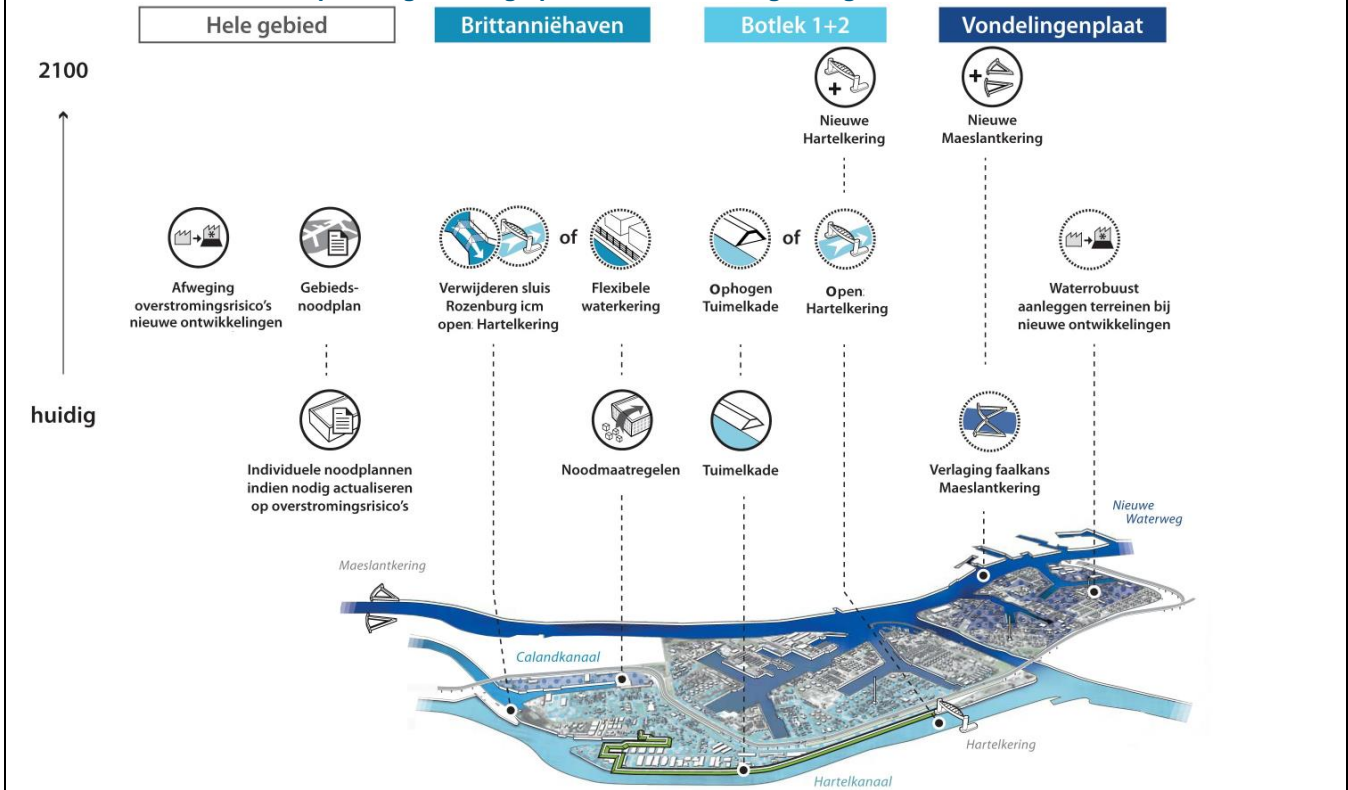 Hele gebied
Brittanniëhaven
Botlek 1+2
Vondelingenplaat
2100
Nieuwe
Hartelkering
Nieuwe
Maeslantkering
of
of
Afweging
overstromingsrisico's
nieuwe ontwikkelingen
Gebieds-
noodplan
Verwijderen sluis
Rozenburg icm
open: Hartelkering
Flexibele
waterkering
Ophogen
Tuimelkade
Open:
Hartelkering
Waterrobuust
aanleggen terreinen bij
nieuwe ontwikkelingen
huidig
Individuele noodplannen
indien nodig actualiseren
op overstromingsrisico's
Noodmaatregelen
Tuimelkade
Verlaging faalkans
Maeslantkering
Nieuwe
Waterweg
Maeslantkering
Calandkanaal
Hartelkering
Hartelkanaal